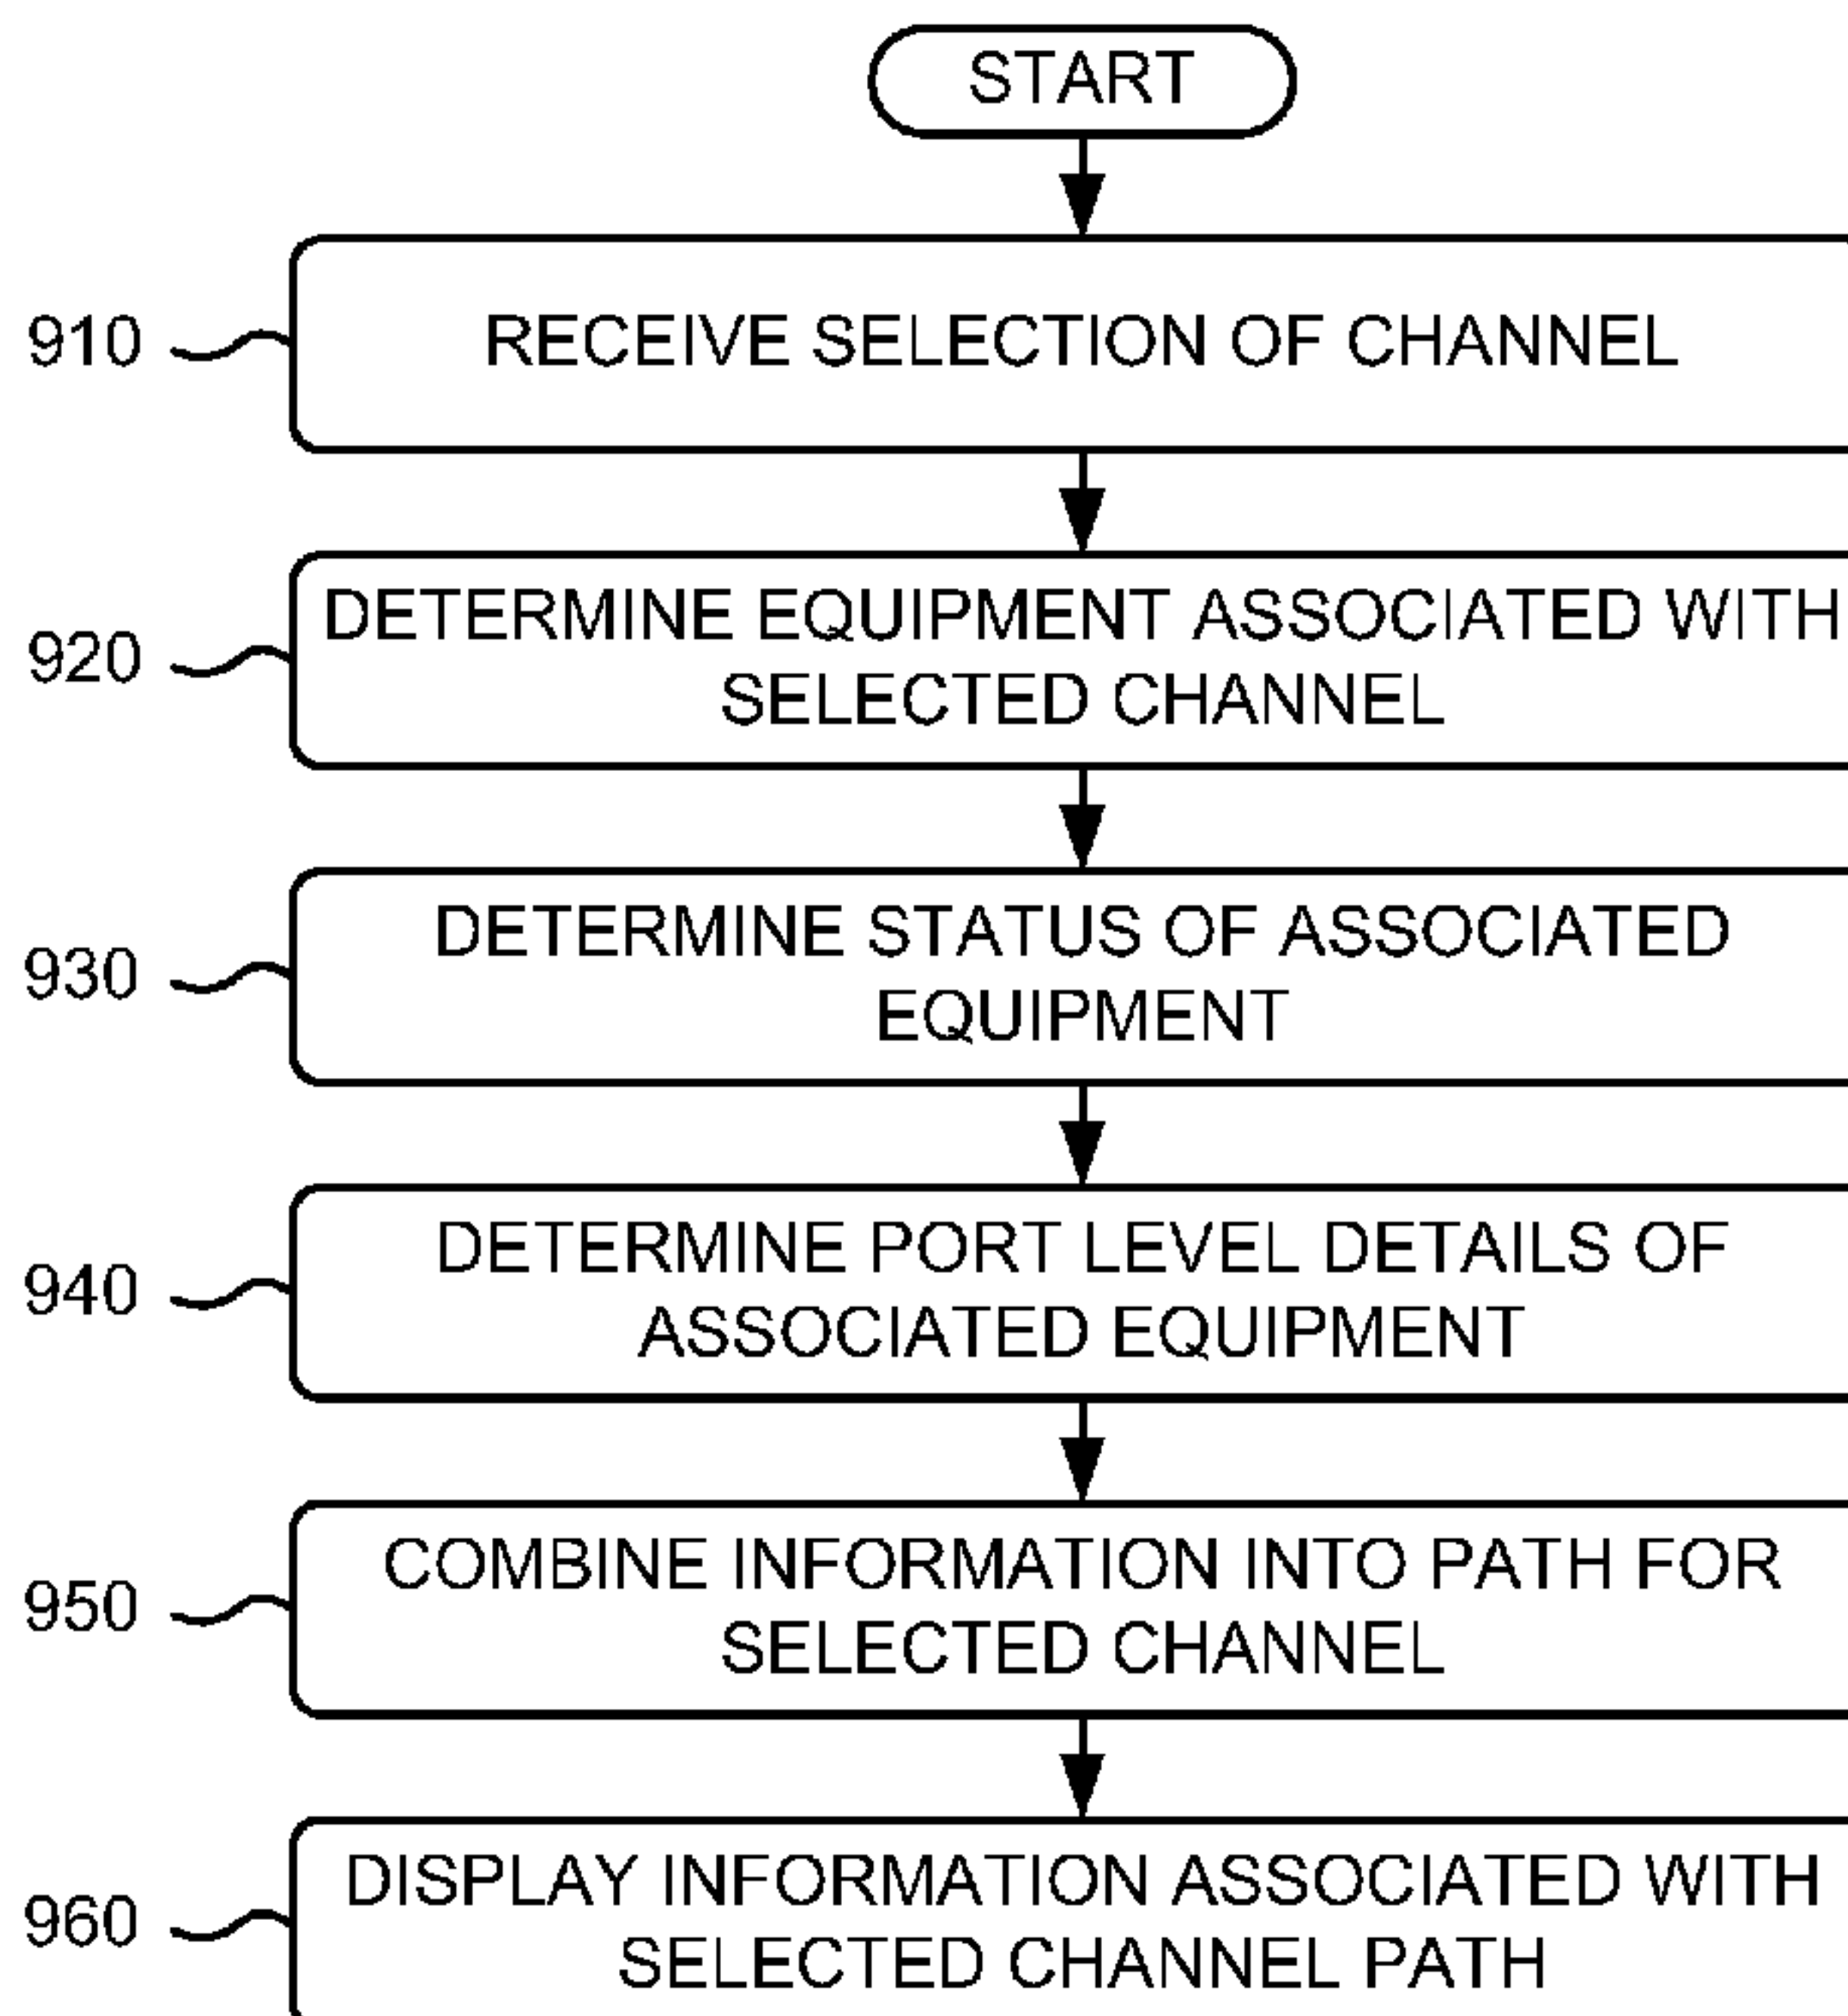 START
910
RECEIVE SELECTION OF CHANNEL
920
DETERMINE EQUIPMENT ASSOCIATED WITH
SELECTED CHANNEL
930
DETERMINE STATUS OF ASSOCIATED
EQUIPMENT
940
DETERMINE PORT LEVEL DETAILS OF
ASSOCIATED EQUIPMENT
950
COMBINE INFORMATION INTO PATH FOR
SELECTED CHANNEL
960
DISPLAY INFORMATION ASSOCIATED WITH
SELECTED CHANNEL PATH